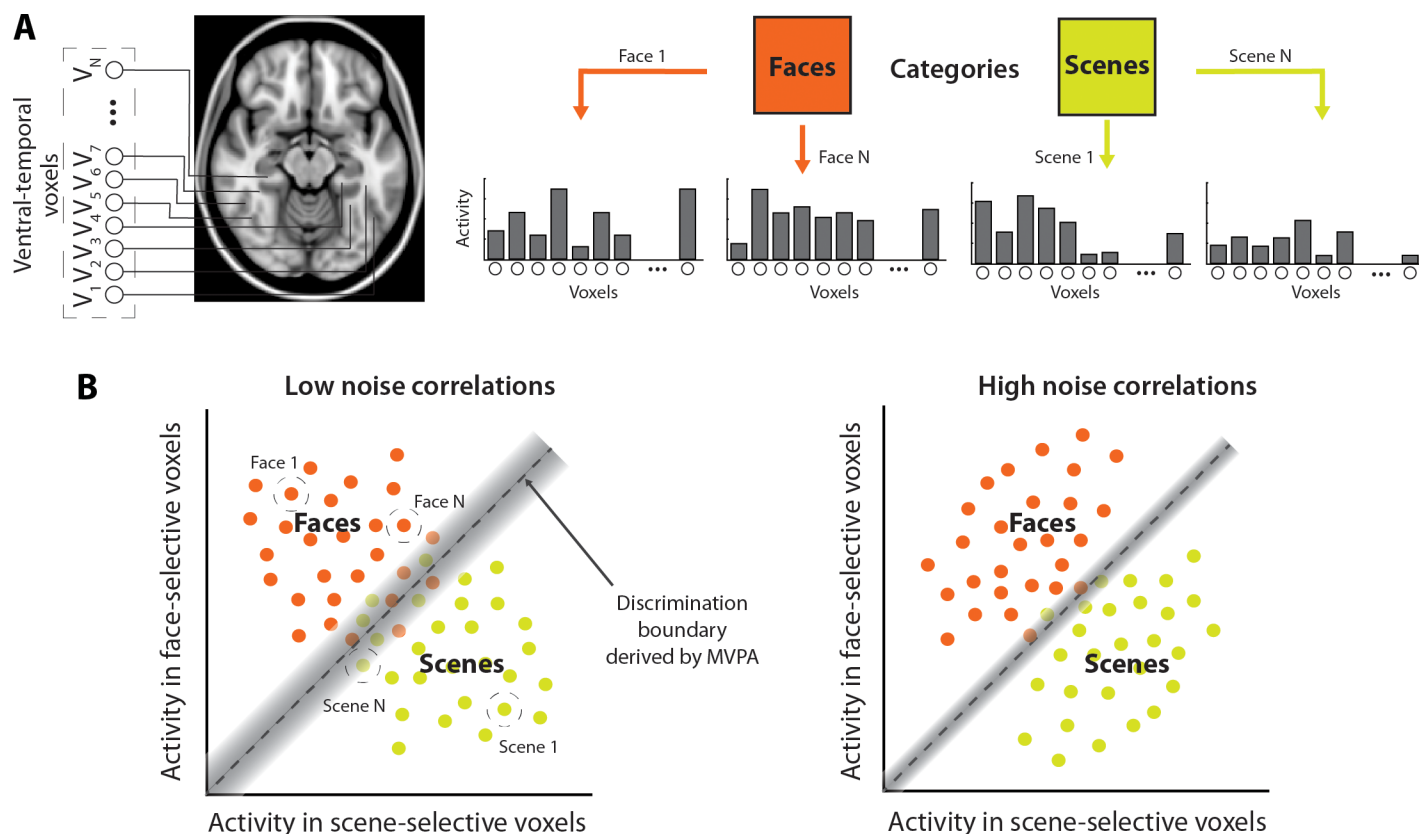 A
Ventral-temporal
voxels
VN
...
V7
V6
V5
V4
V3
V2
V1
Face 1
Faces
Categories
Scenes
Scene N
Face N
Scene 1
Activity
...
...
...
...
Voxels
Voxels
Voxels
Voxels
B
Low noise correlations
Activity in face-selective voxels
Face 1
Face N
Faces
Scenes
Scene N
Scene 1
Activity in scene-selective voxels
Discrimination
boundary
derived by MVPA
High noise correlations
Activity in face-selective voxels
Faces
Scenes
Activity in scene-selective voxels